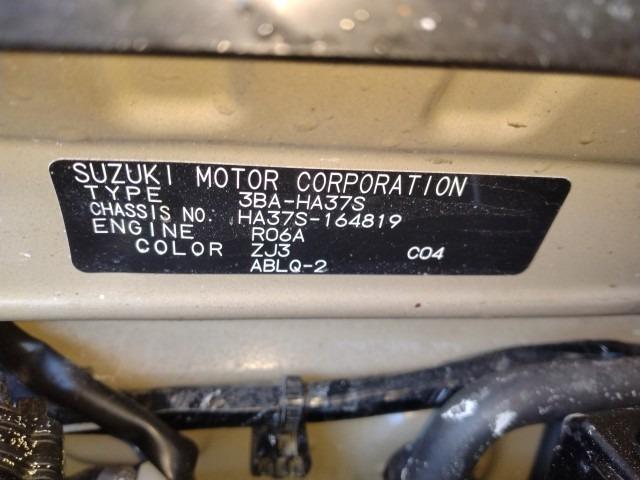 SUZUKI MOTOR CORPORATION
TYPE 3BA-HA37S
CHASSIS NO. HA37S-164819
ENGINE R06A
COLOR ZJ3 C04
ABLQ-2